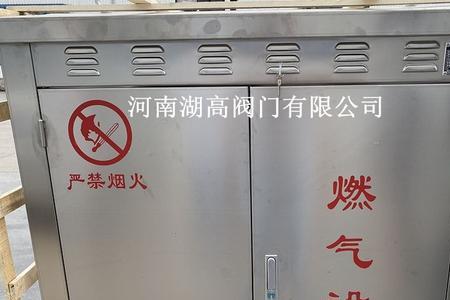 河南湖高阀门有限公司
严禁烟火
燃
气